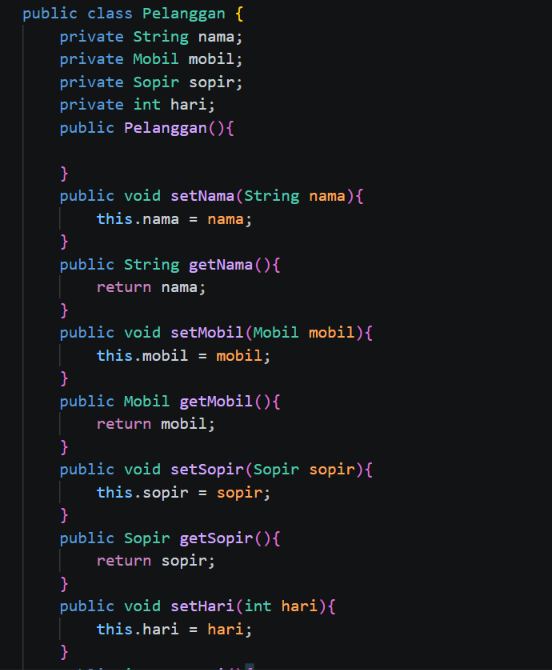 public class Pelanggan {
    private String nama;
    private Mobil mobil;
    private Sopir sopir;
    private int hari;
    public Pelanggan(){

    }
    public void setNama(String nama){
        this.nama = nama;
    }
    public String getNama(){
        return nama;
    }
    public void setMobil(Mobil mobil){
        this.mobil = mobil;
    }
    public Mobil getMobil(){
        return mobil;
    }
    public void setSopir(Sopir sopir){
        this.sopir = sopir;
    }
    public Sopir getSopir(){
        return sopir;
    }
    public void setHari(int hari){
        this.hari = hari;
    }